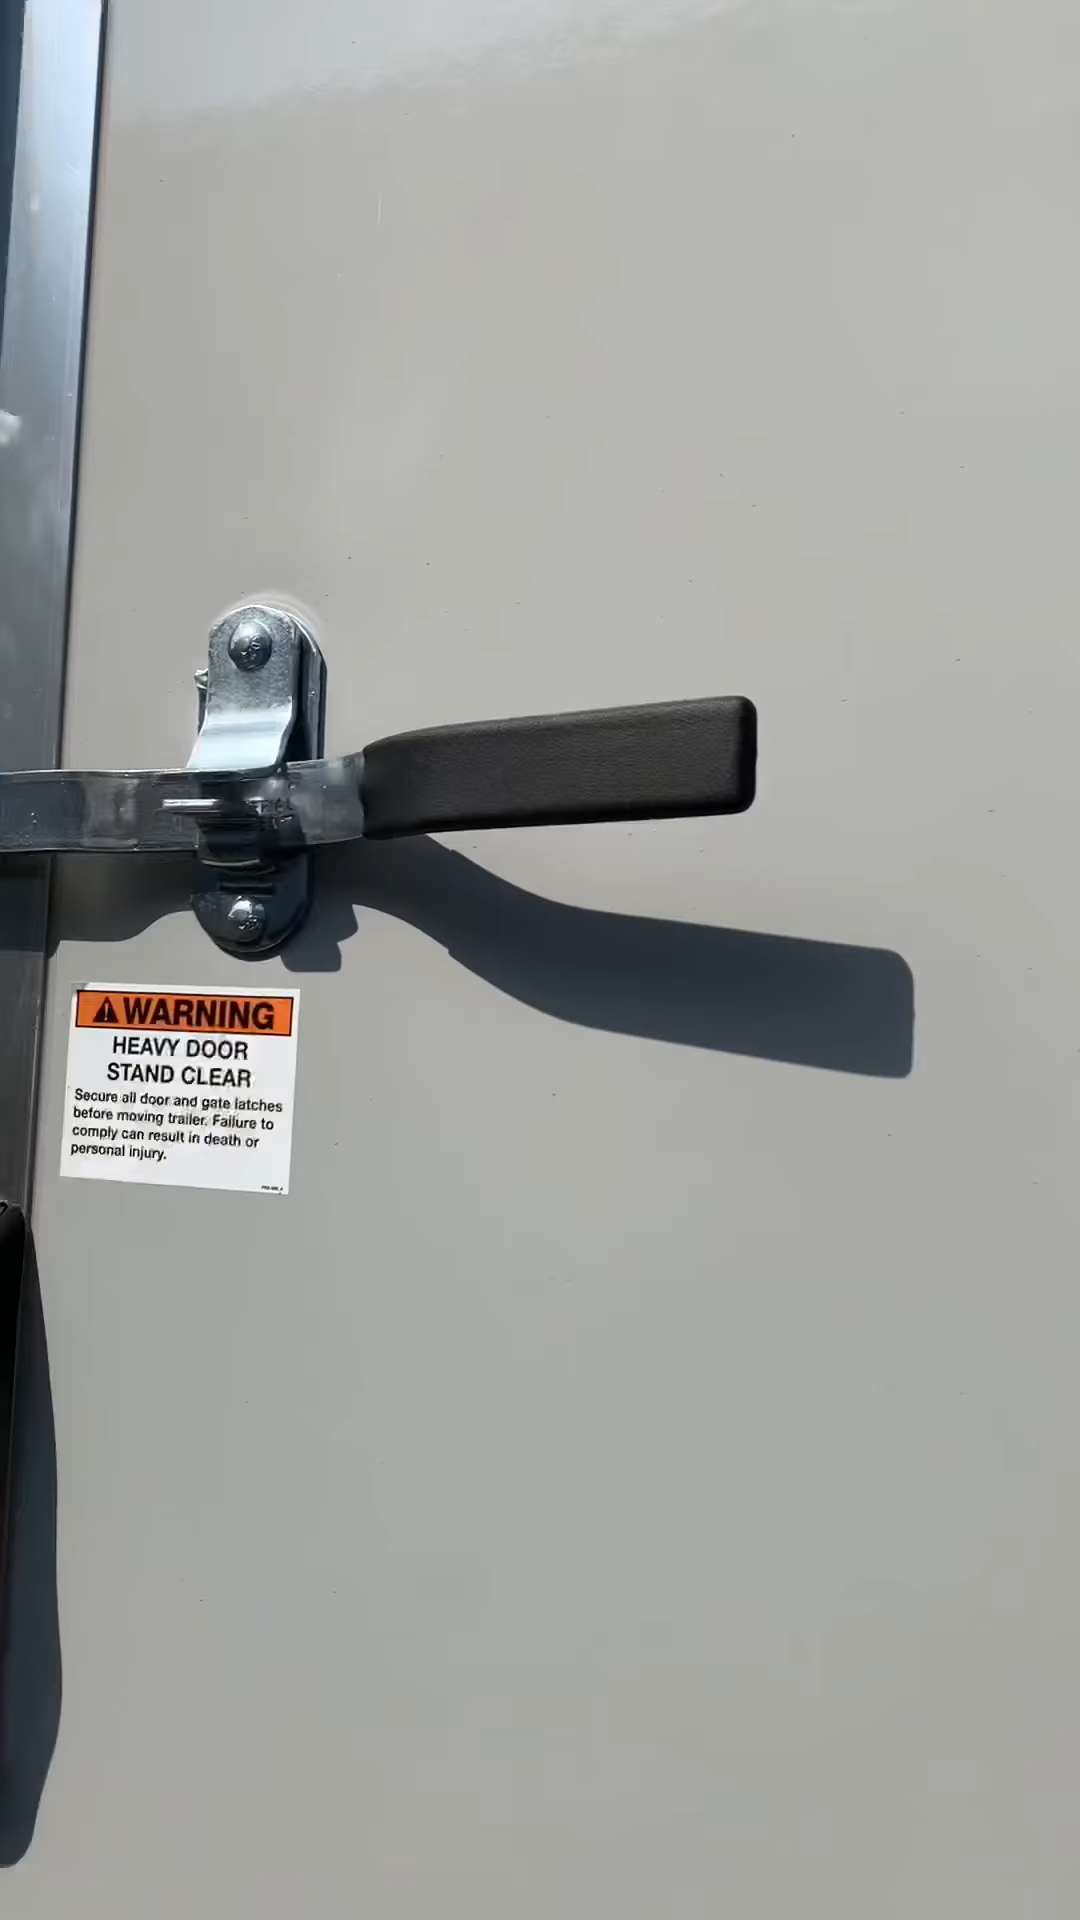 WARNING
HEAVY DOOR
STAND CLEAR
Secure all door and gate latches
before moving trailer. Failure to
comply can result in death or
personal injury.